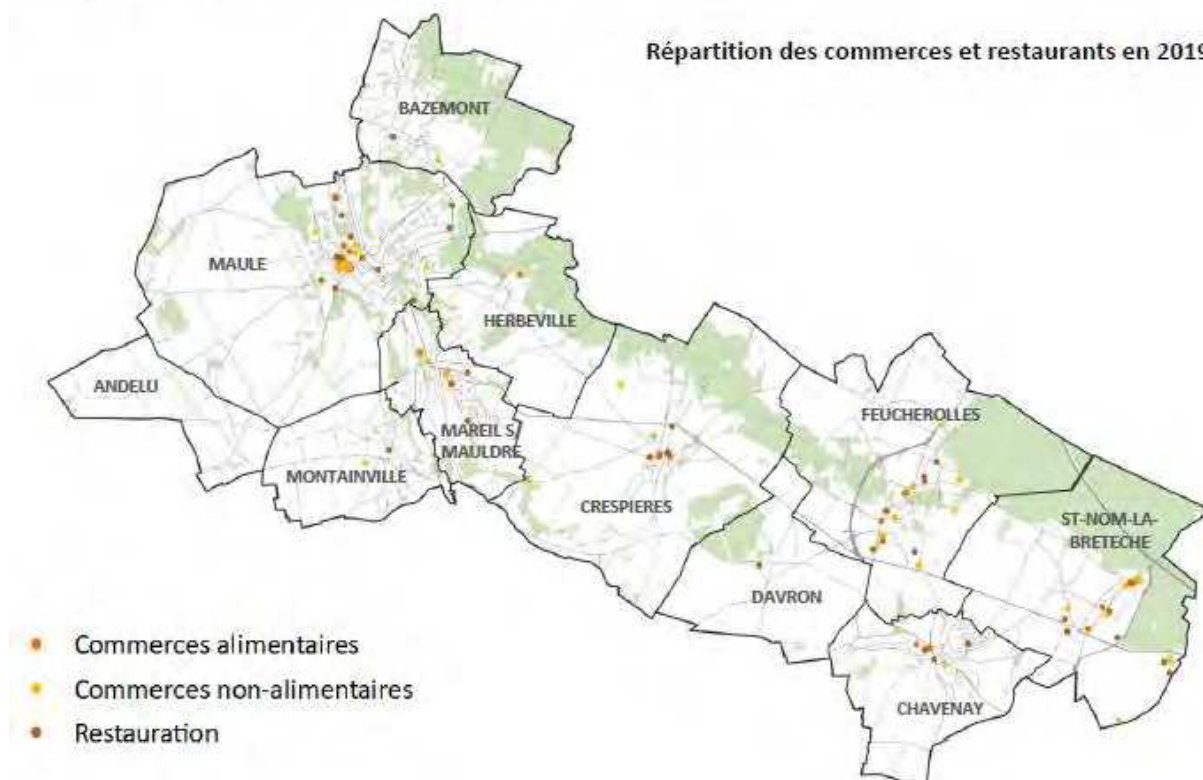 Répartition des commerces et restaurants en 2019
BAZEMONT
MAULE
HERBEVILLE
ANDELU
FEUCHEROLLES
MAREIL S/
MAULDRE
MONTAINVILLE
CRESPIERES
ST-NOM-LA-
BRETECHE
DAVRON
CHAVENAY
Commerces alimentaires
Commerces non-alimentaires
Restauration